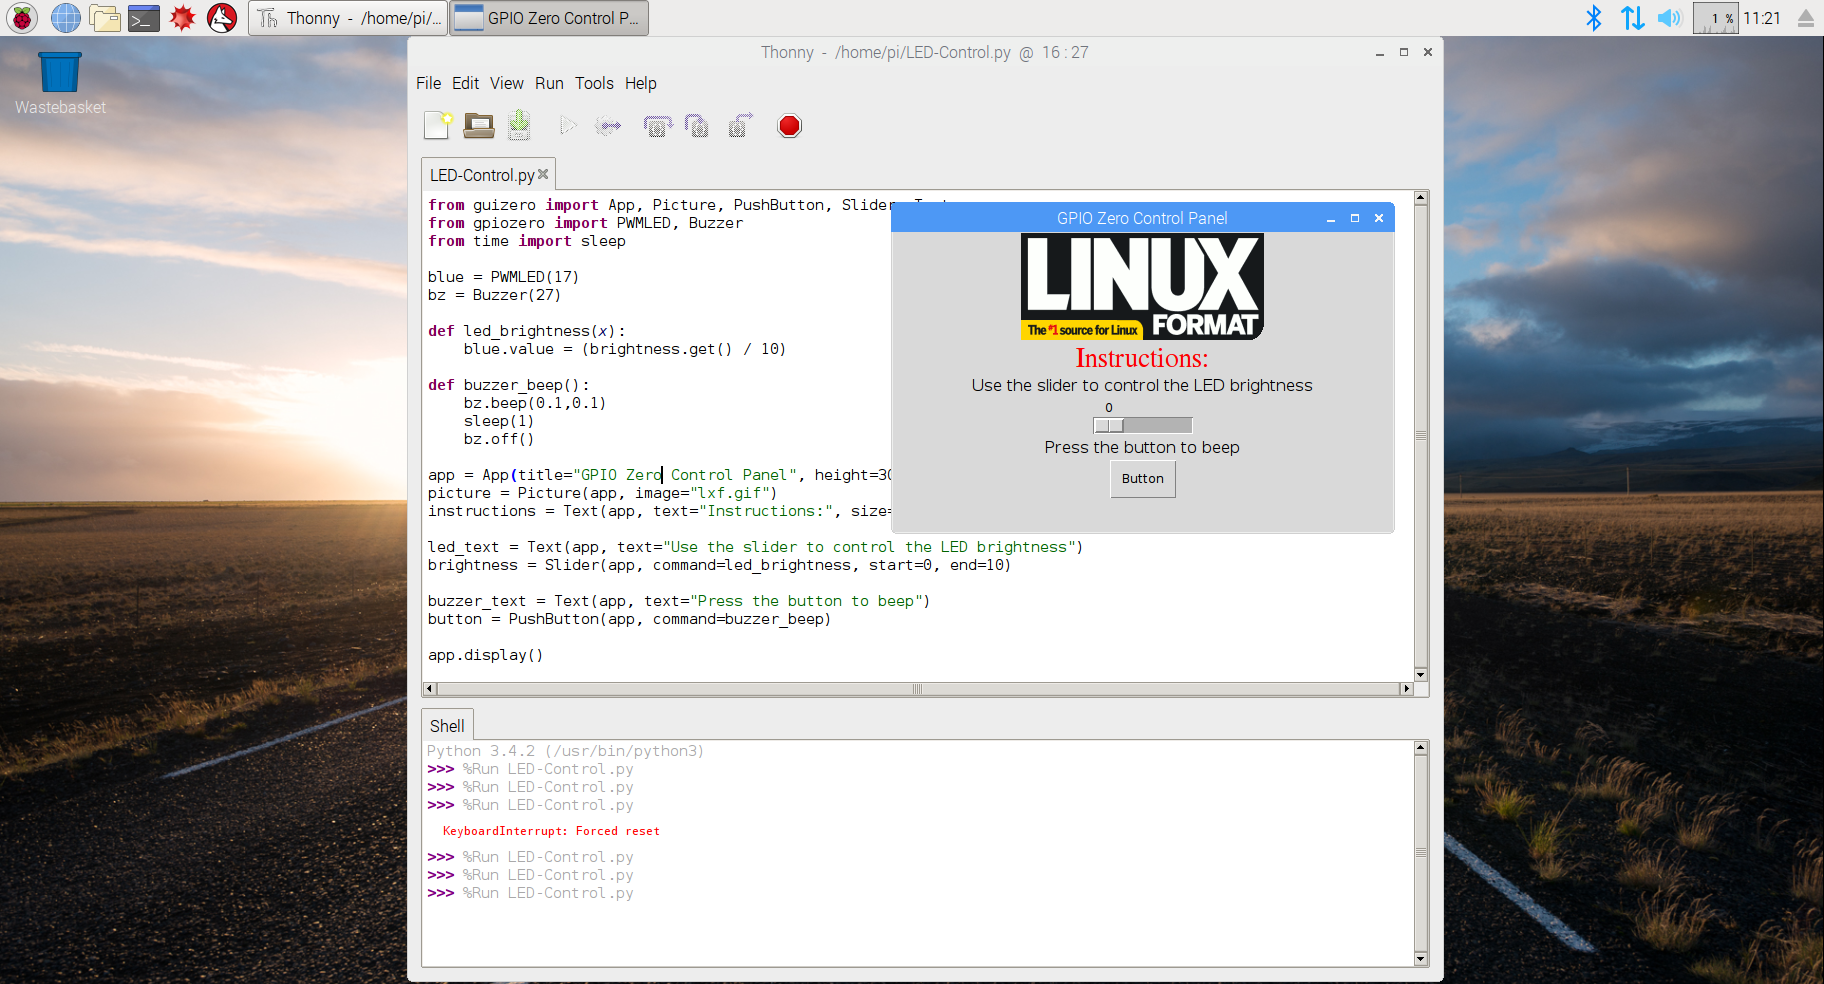 Thonny - /home/pi/...
GPIO Zero Control P...
1 %
11:21
Wastebasket
Thonny - /home/pi/LED-Control.py @ 16 : 27
File Edit View Run Tools Help
LED-Control.py
from guizero import App, Picture, PushButton, Slider, Text
from gpiozero import PWMLED, Buzzer
from time import sleep
blue = PWMLED(17)
bz = Buzzer(27)
def led_brightness(x):
blue.value = (brightness.get() / 10)
def buzzer_beep():
bz.beep(0.1,0.1)
sleep(1)
bz.off()
app = App(title="GPIO Zero Control Panel", height=30
picture = Picture(app, image="lxf.gif")
instructions = Text(app, text="Instructions:", size=
led_text = Text(app, text="Use the slider to control the LED brightness")
brightness = Slider(app, command=led_brightness, start=0, end=10)
buzzer_text = Text(app, text="Press the button to beep")
button = PushButton(app, command=buzzer_beep)
app.display()
GPIO Zero Control Panel
LINUX
The #1 source for Linux
FORMAT
Instructions:
Use the slider to control the LED brightness
0
Press the button to beep
Button
Shell
Python 3.4.2 (/usr/bin/python3)
>>> %Run LED-Control.py
>>> %Run LED-Control.py
>>> %Run LED-Control.py
KeyboardInterrupt: Forced reset
>>> %Run LED-Control.py
>>> %Run LED-Control.py
>>> %Run LED-Control.py